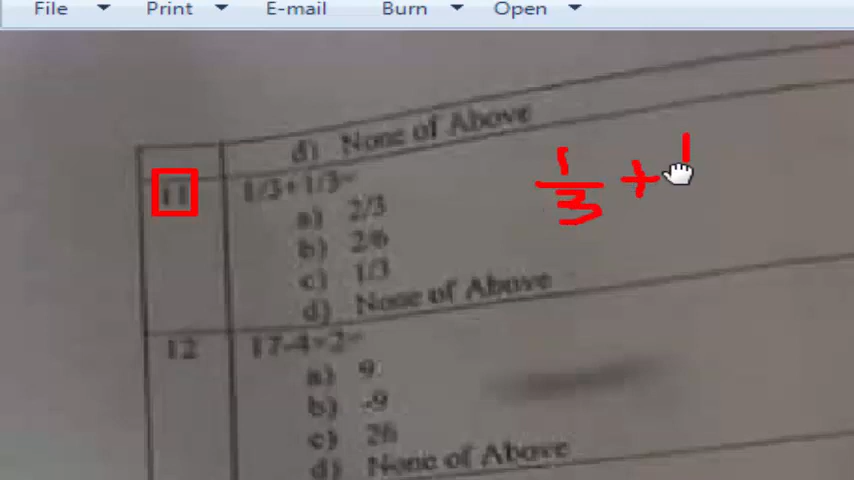 File Print E-mail Burn Open
d) None of Above
11 1/3+1/3=
a) 2/3
b) 2/6
c) 1/3
d) None of Above
1/3 + 1
12
a) 9
b) -9
c) 26
d) None of Above